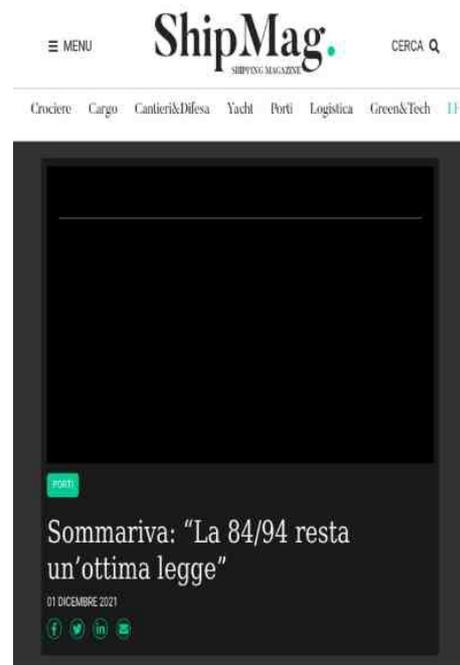 MENU
ShipMag.
SHIPPING MAGAZINE
CERCA
Crociere Cargo Cantieri&Difesa Yacht Porti Logistica Green&Tech
PORTI
Sommariva: “La 84/94 resta
un’ottima legge”
01 DICEMBRE 2021